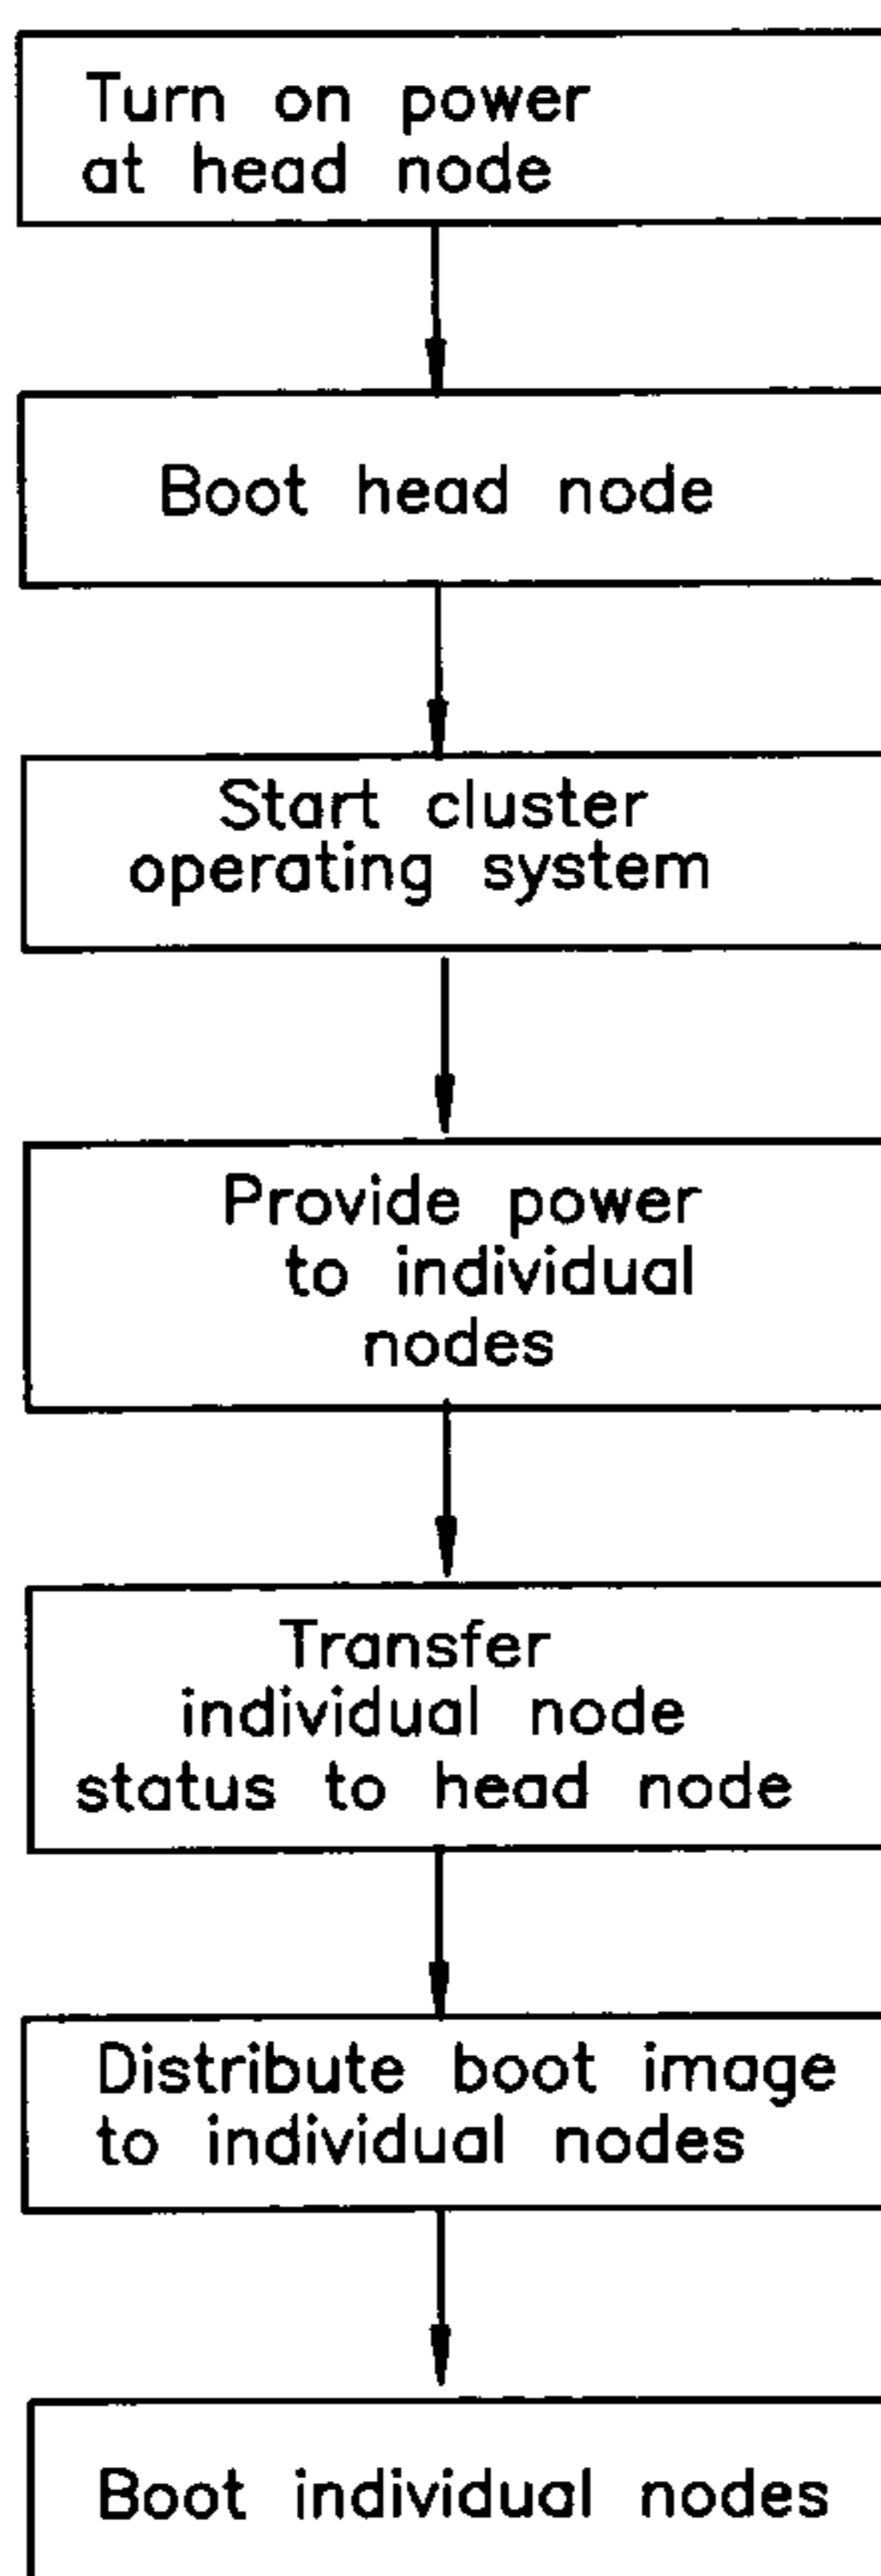 Turn on power
at head node
Boot head node
Start cluster
operating system
Provide power
to individual
nodes
Transfer
individual node
status to head node
Distribute boot image
to individual nodes
Boot individual nodes